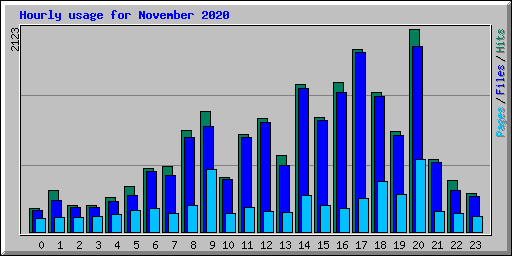 Hourly usage for November 2020
2123
Pages / Files / Hits
0 1 2 3 4 5 6 7 8 9 10 11 12 13 14 15 16 17 18 19 20 21 22 23